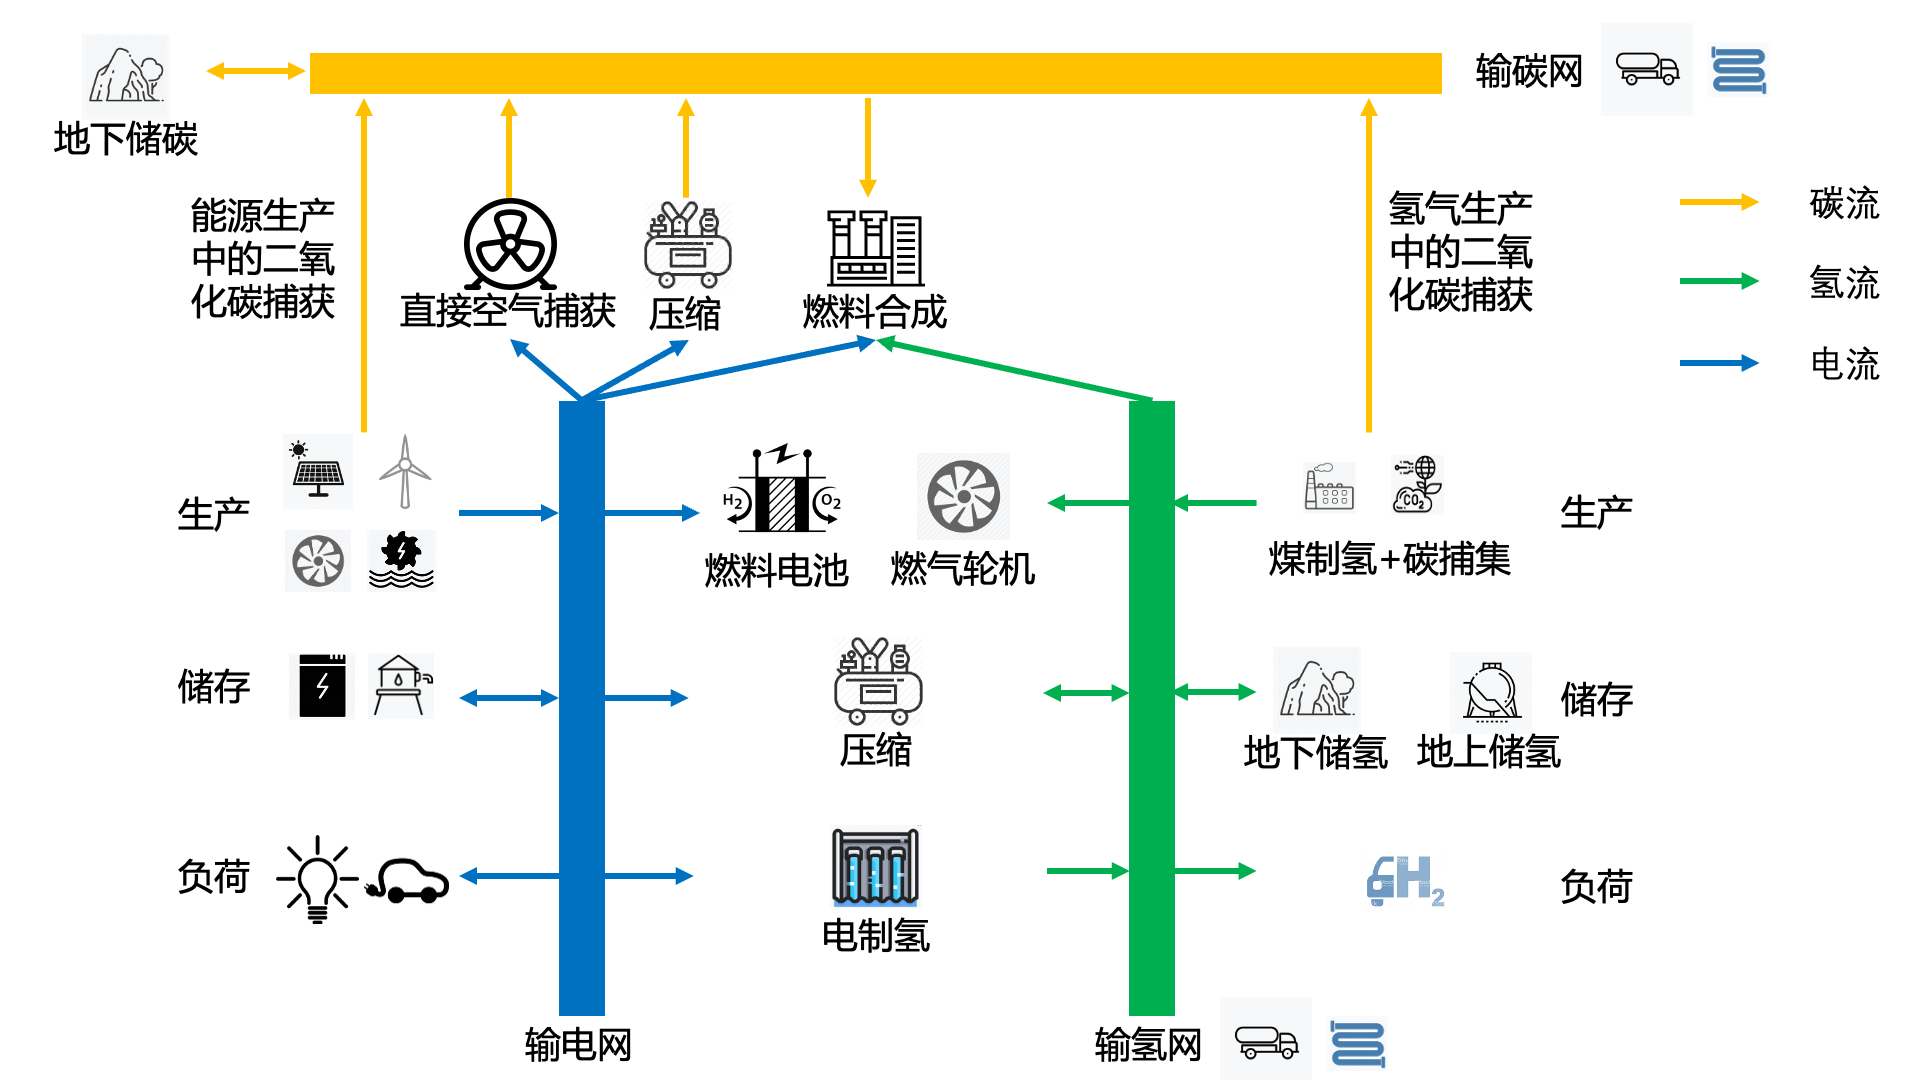 输碳网
地下储碳
能源生产
中的二氧
化碳捕获
直接空气捕获
压缩
燃料合成
氢气生产
中的二氧
化碳捕获
碳流
氢流
电流
生产
H2
O2
燃料电池
燃气轮机
CO2
煤制氢+碳捕集
生产
储存
压缩
地下储氢
地上储氢
储存
负荷
电制氢
H2
负荷
输电网
输氢网